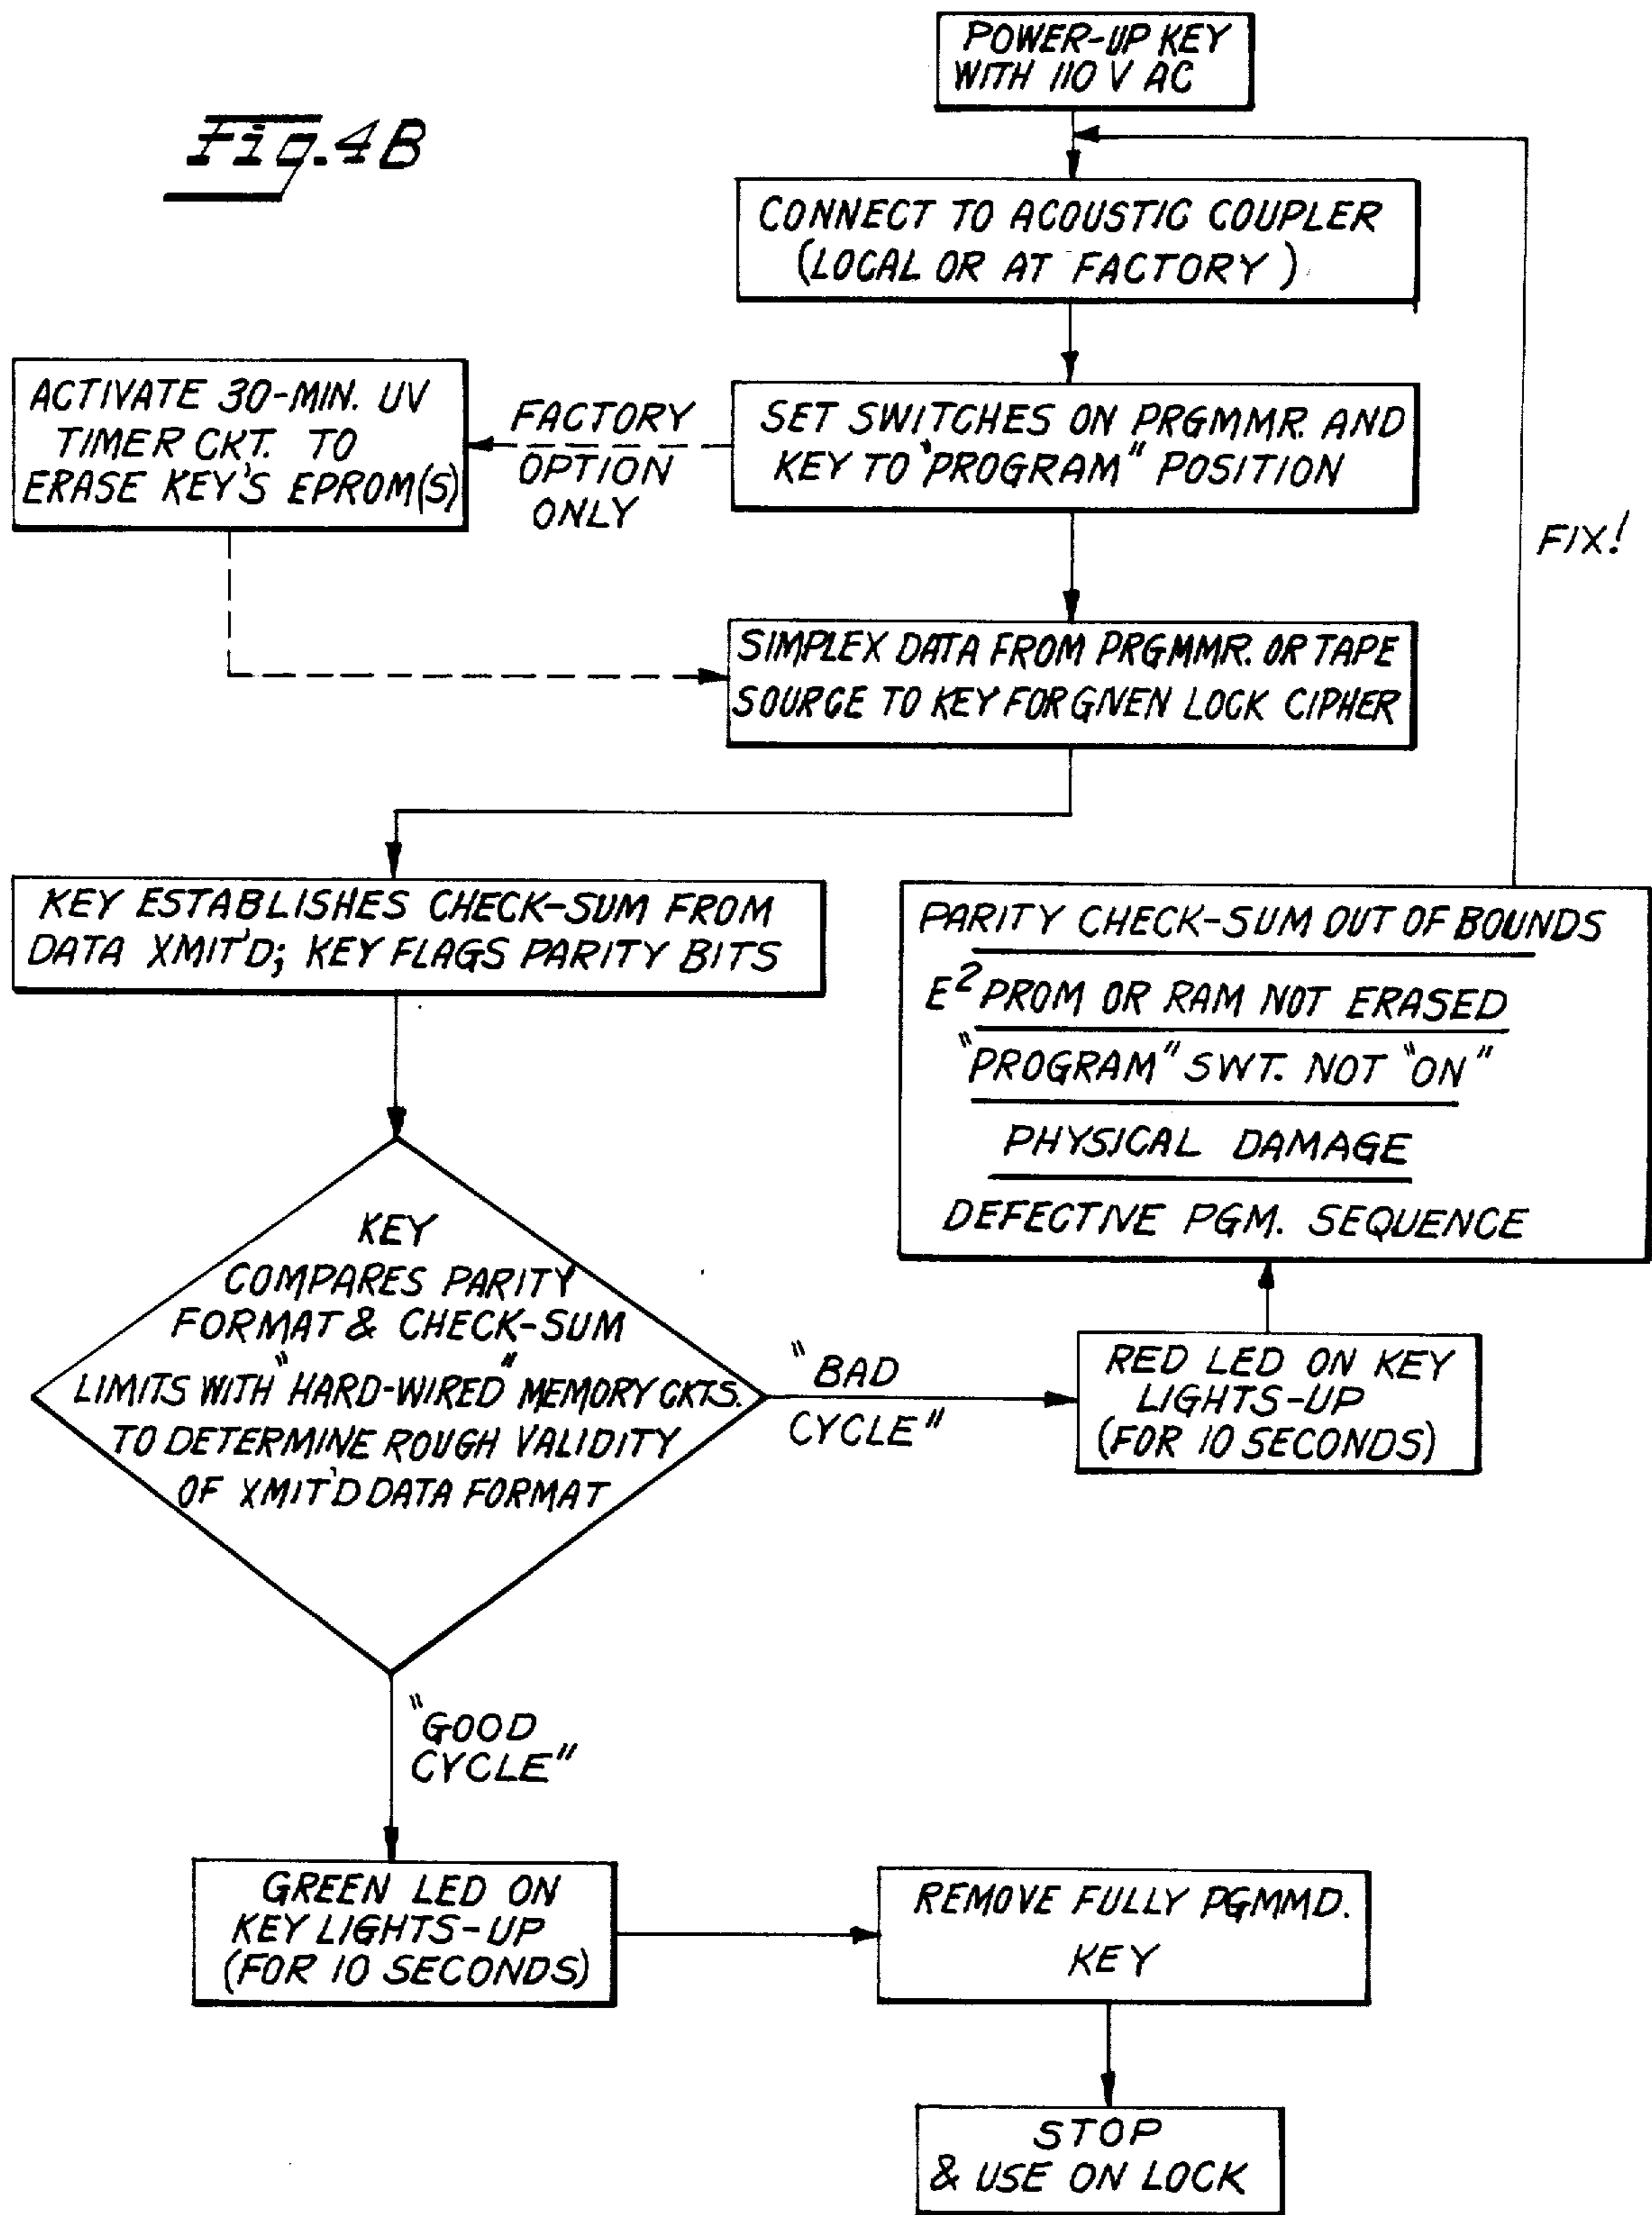 Fig. 4B
POWER-UP KEY
WITH 110 V AC
CONNECT TO ACOUSTIC COUPLER
(LOCAL OR AT FACTORY)
SET SWITCHES ON PRGMMR. AND
KEY TO "PROGRAM" POSITION
FACTORY
OPTION
ONLY
ACTIVATE 30-MIN. UV
TIMER CKT. TO
ERASE KEY'S EPROM(S)
SIMPLEX DATA FROM PRGMMR. OR TAPE
SOURCE TO KEY FOR GIVEN LOCK CIPHER
KEY ESTABLISHES CHECK-SUM FROM
DATA XMIT'D; KEY FLAGS PARITY BITS
KEY
COMPARES PARITY
FORMAT & CHECK-SUM
LIMITS WITH "HARD-WIRED" MEMORY CKTS.
TO DETERMINE ROUGH VALIDITY
OF XMIT'D DATA FORMAT
"BAD
CYCLE"
RED LED ON KEY
LIGHTS-UP
(FOR 10 SECONDS)
PARITY CHECK-SUM OUT OF BOUNDS
E² PROM OR RAM NOT ERASED
"PROGRAM" SWT. NOT "ON"
PHYSICAL DAMAGE
DEFECTIVE PGM. SEQUENCE
FIX!
"GOOD
CYCLE"
GREEN LED ON
KEY LIGHTS-UP
(FOR 10 SECONDS)
REMOVE FULLY PGMMD.
KEY
STOP
& USE ON LOCK